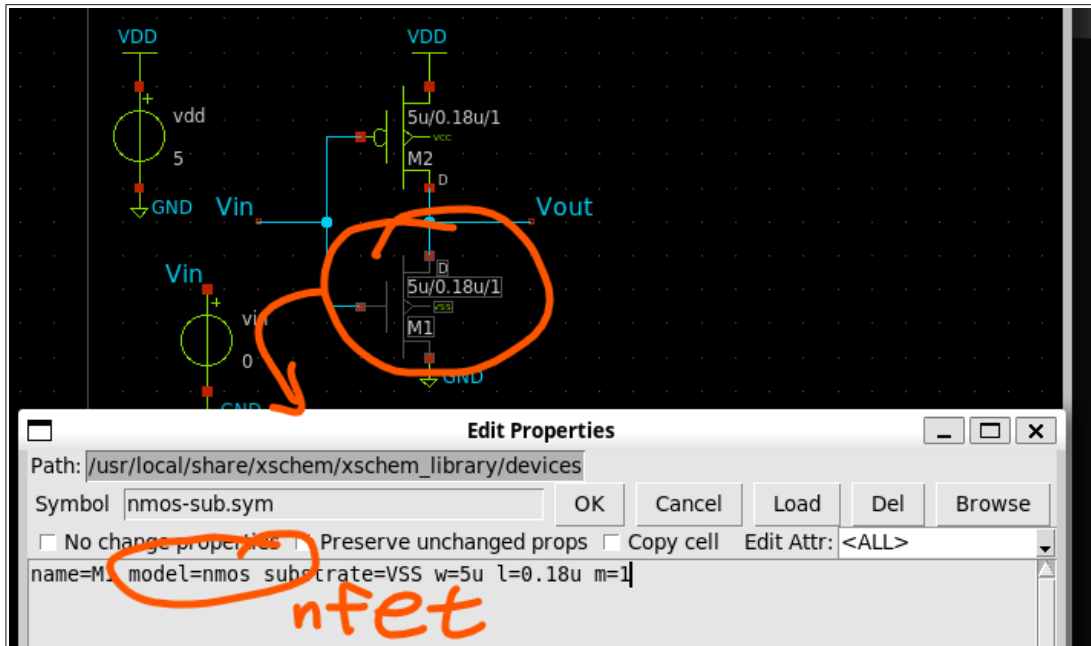 VDD VDD
vdd
5u/0.18u/1
VCC
5
M2
D
GND Vin Vout
Vin
D
5u/0.18u/1
VSS
vin
M1
0
GND
GND
Edit Properties
Path: /usr/local/share/xschem/xschem_library/devices
Symbol nmos-sub.sym OK Cancel Load Del Browse
No change properties Preserve unchanged props Copy cell Edit Attr: <ALL>
name=M1 model=nmos substrate=VSS w=5u l=0.18u m=1
nfet